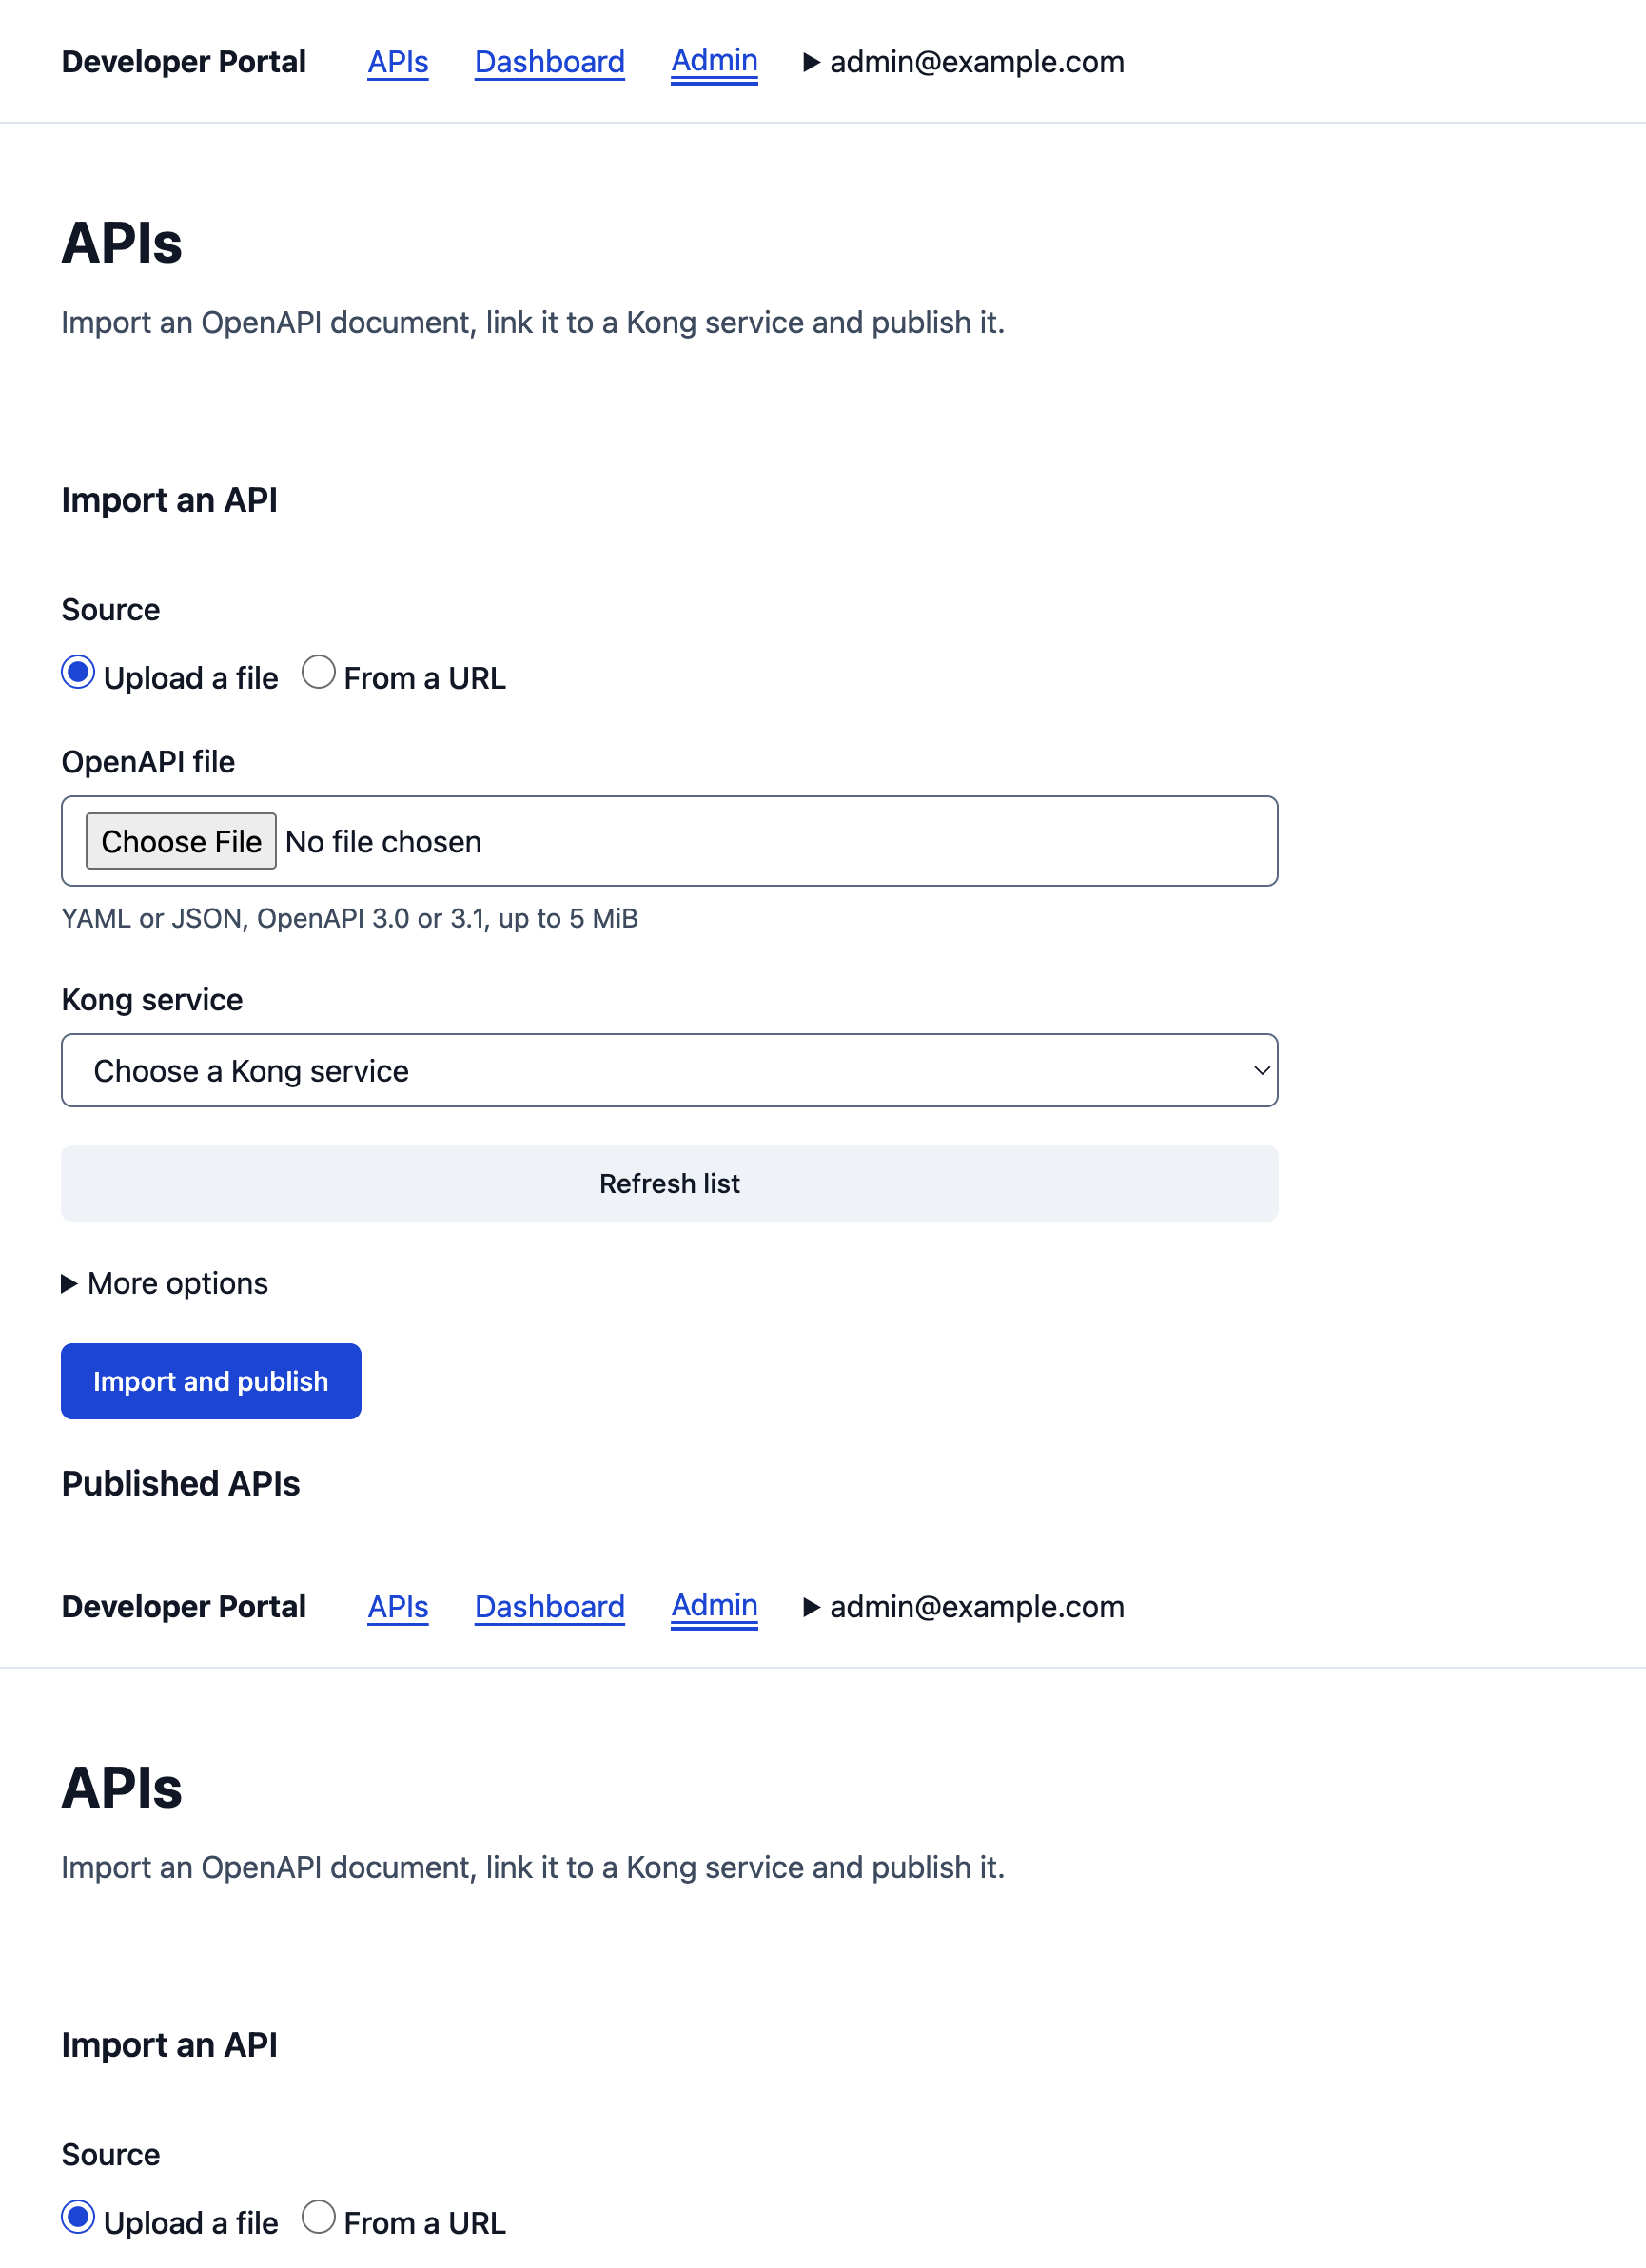 Developer Portal APIs Dashboard Admin ▶ admin@example.com
APIs
Import an OpenAPI document, link it to a Kong service and publish it.
Import an API
Source
Upload a file From a URL
OpenAPI file
Choose File No file chosen
YAML or JSON, OpenAPI 3.0 or 3.1, up to 5 MiB
Kong service
Choose a Kong service
Refresh list
▶ More options
Import and publish
Published APIs
Developer Portal APIs Dashboard Admin ▶ admin@example.com
APIs
Import an OpenAPI document, link it to a Kong service and publish it.
Import an API
Source
Upload a file From a URL